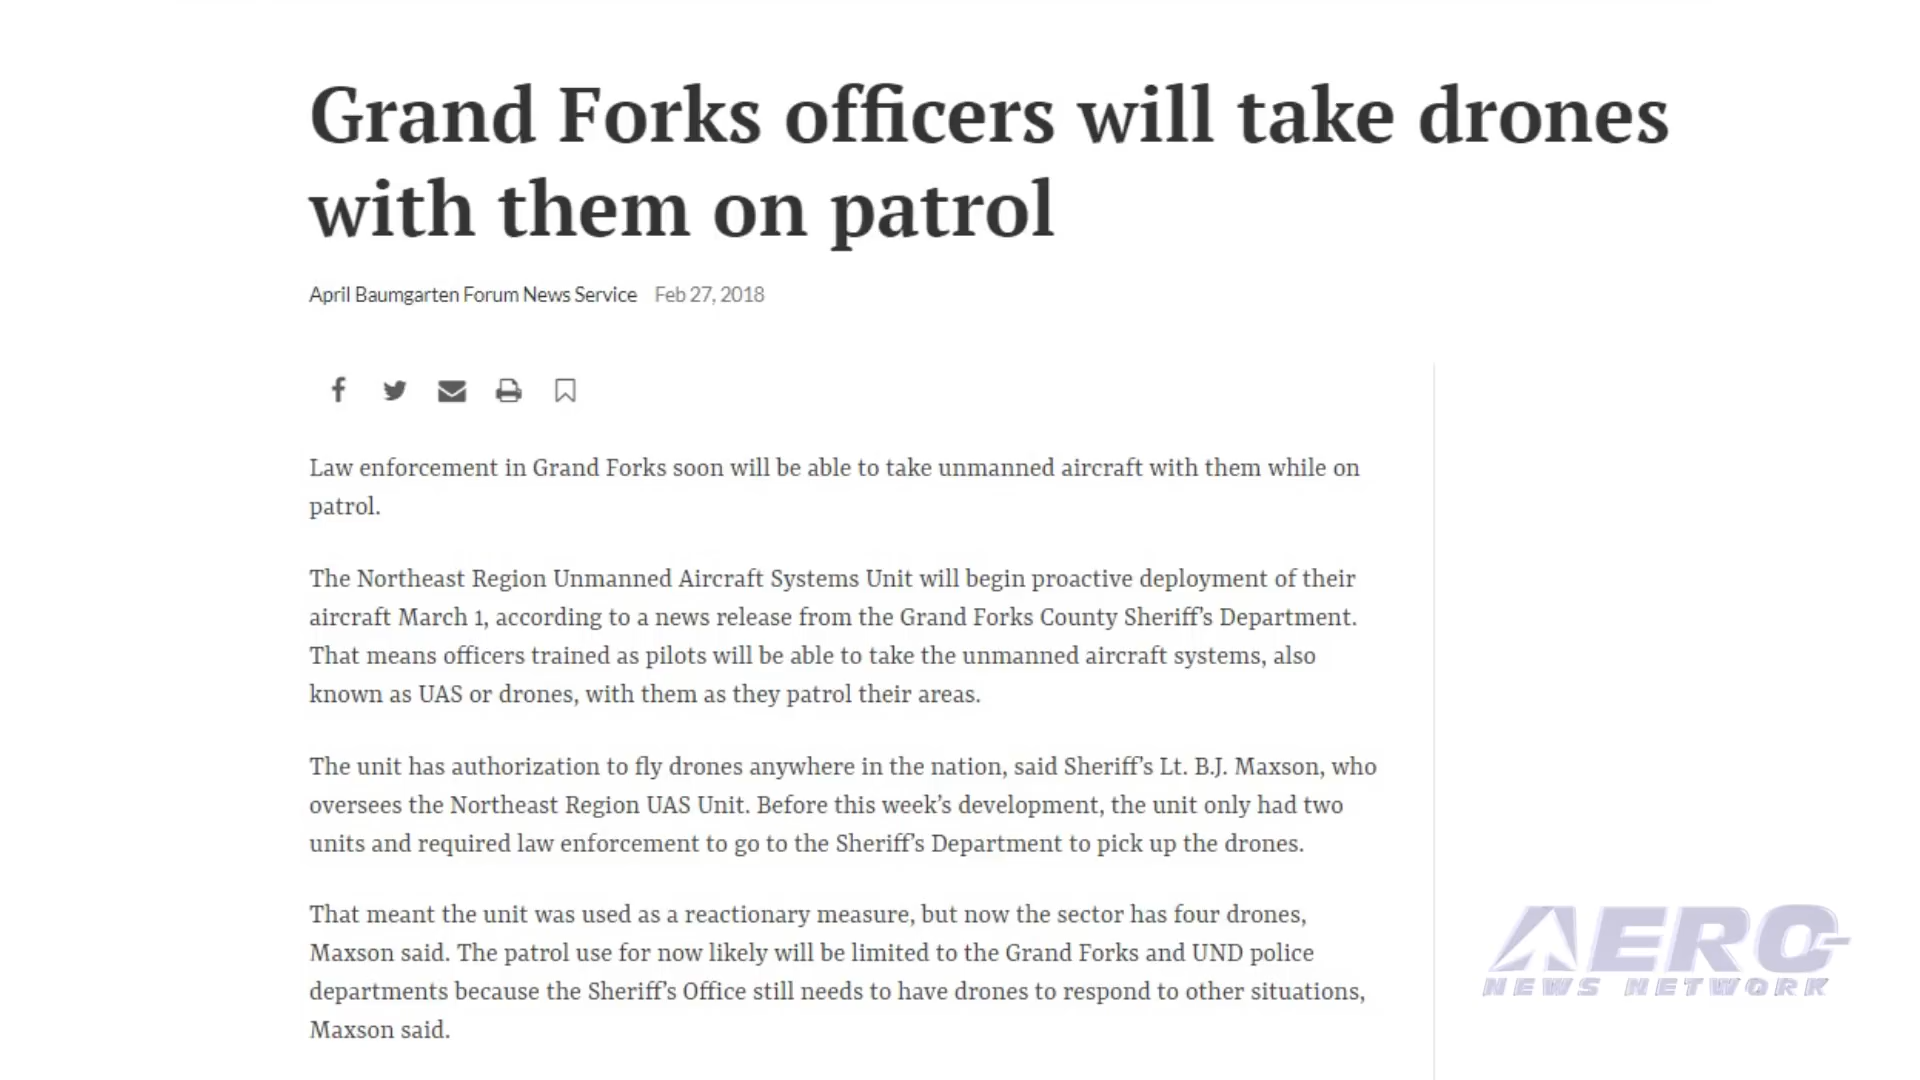 Grand Forks officers will take drones
with them on patrol
April Baumgarten Forum News Service Feb 27, 2018
Law enforcement in Grand Forks soon will be able to take unmanned aircraft with them while on
patrol.
The Northeast Region Unmanned Aircraft Systems Unit will begin proactive deployment of their
aircraft March 1, according to a news release from the Grand Forks County Sheriff’s Department.
That means officers trained as pilots will be able to take the unmanned aircraft systems, also
known as UAS or drones, with them as they patrol their areas.
The unit has authorization to fly drones anywhere in the nation, said Sheriff’s Lt. B.J. Maxson, who
oversees the Northeast Region UAS Unit. Before this week’s development, the unit only had two
units and required law enforcement to go to the Sheriff’s Department to pick up the drones.
That meant the unit was used as a reactionary measure, but now the sector has four drones,
Maxson said. The patrol use for now likely will be limited to the Grand Forks and UND police
departments because the Sheriff’s Office still needs to have drones to respond to other situations,
Maxson said.
AERO
NEWS NETWORK